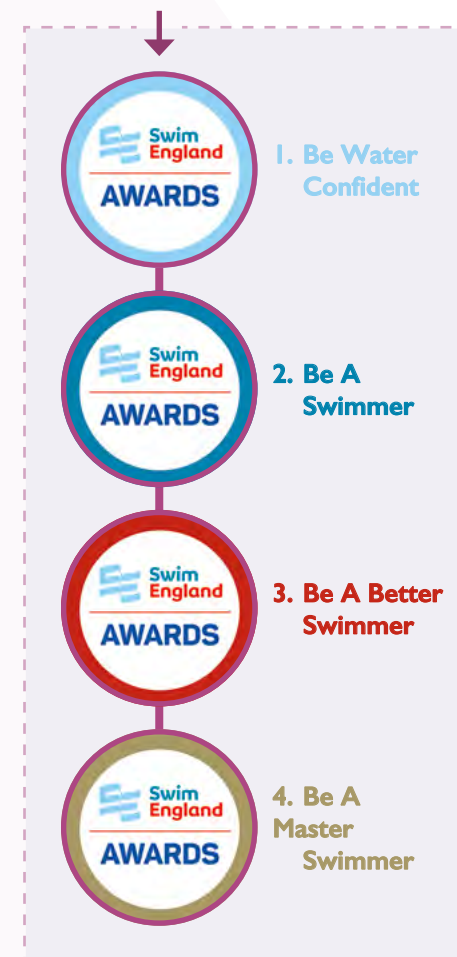 Swim
England
AWARDS
1. Be Water
Confident
Swim
England
AWARDS
2. Be A
Swimmer
Swim
England
AWARDS
3. Be A Better
Swimmer
Swim
England
AWARDS
4. Be A
Master
Swimmer